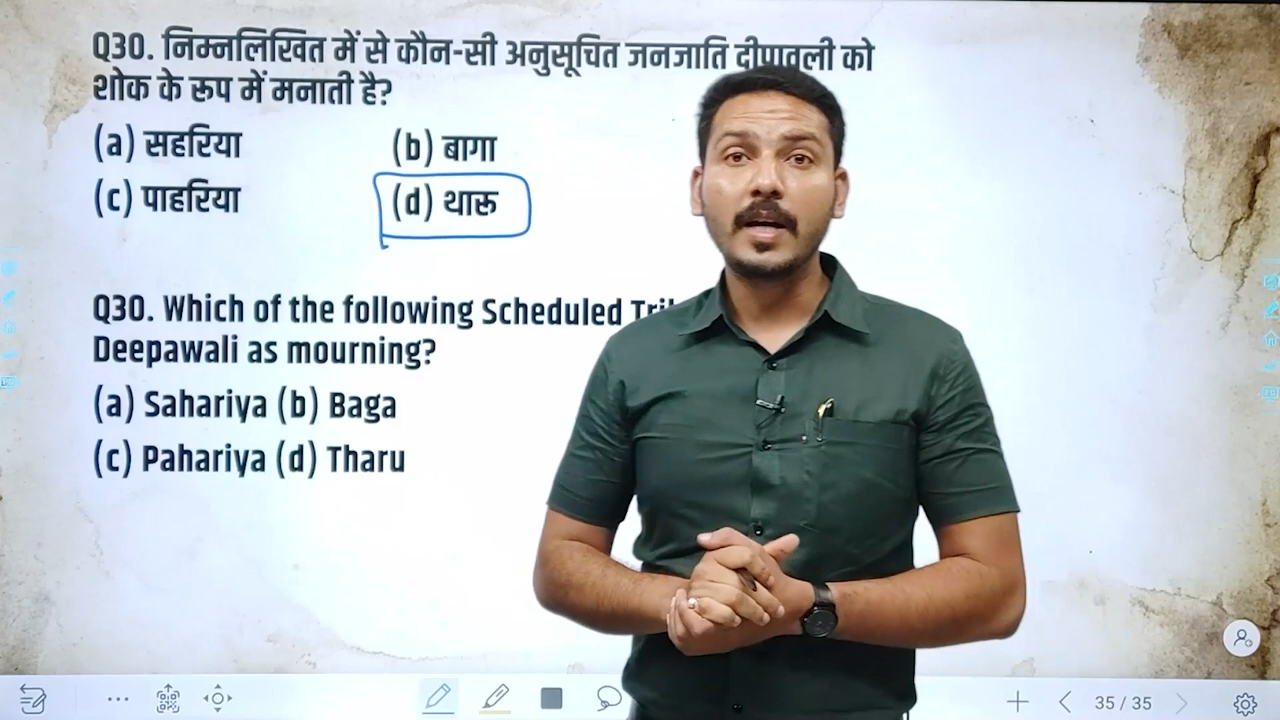 Q30. निम्नलिखित में से कौन-सी अनुसूचित जनजाति दीपावली को
शोक के रूप में मनाती है?
(a) सहरिया (b) बागा
(c) पाहरिया (d) थारू
Q30. Which of the following Scheduled
Deepawali as mourning?
(a) Sahariya (b) Baga
(c) Pahariya (d) Tharu
35 / 35